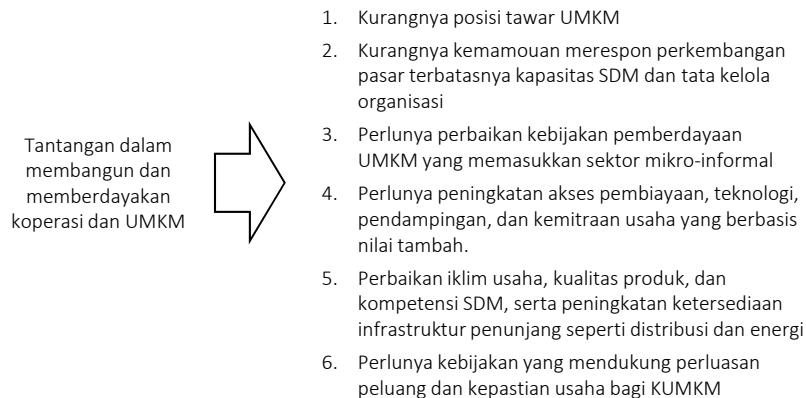 Tantangan dalam
membangun dan
memberdayakan
koperasi dan UMKM
1. Kurangnya posisi tawar UMKM
2. Kurangnya kemamouan merespon perkembangan
pasar terbatasnya kapasitas SDM dan tata kelola
organisasi
3. Perlunya perbaikan kebijakan pemberdayaan
UMKM yang memasukkan sektor mikro-informal
4. Perlunya peningkatan akses pembiayaan, teknologi,
pendampingan, dan kemitraan usaha yang berbasis
nilai tambah.
5. Perbaikan iklim usaha, kualitas produk, dan
kompetensi SDM, serta peningkatan ketersediaan
infrastruktur penunjang seperti distribusi dan energi
6. Perlunya kebijakan yang mendukung perluasan
peluang dan kepastian usaha bagi KUMKM